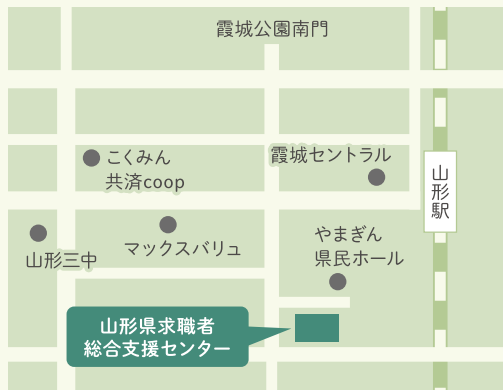 霞城公園南門
こくみん
共済coop
霞城セントラル
山形駅
山形三中
マックスバリュ
やまぎん
県民ホール
山形県求職者
総合支援センター